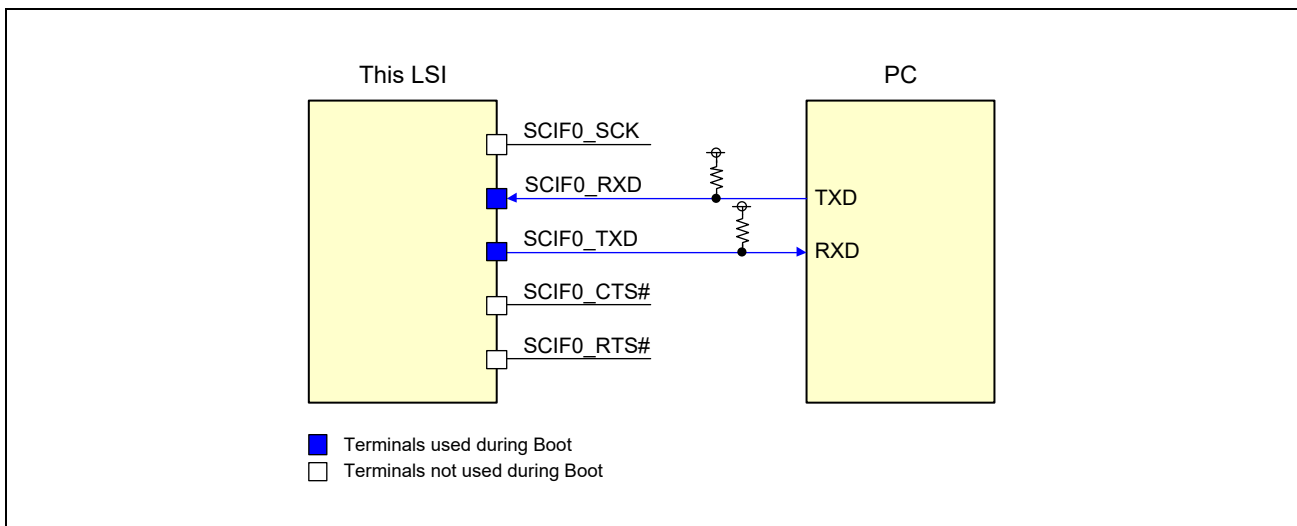 This LSI
PC
SCIF0_SCK
SCIF0_RXD
TXD
SCIF0_TXD
RXD
SCIF0_CTS#
SCIF0_RTS#
Terminals used during Boot
Terminals not used during Boot